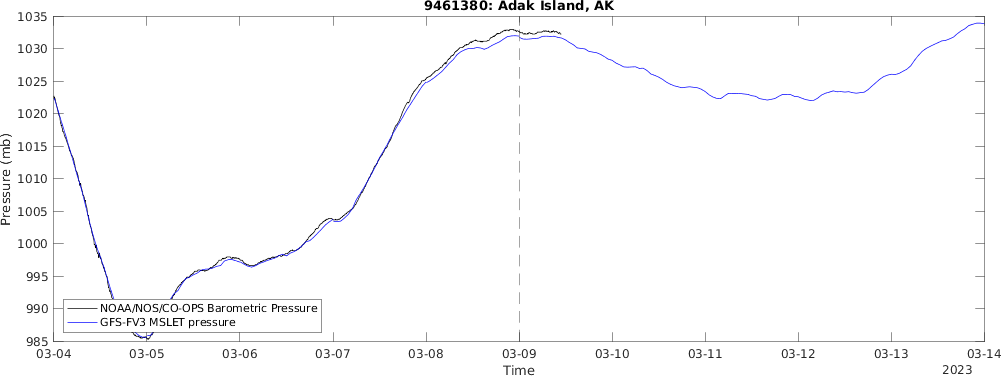 9461380: Adak Island, AK
Pressure (mb)
1035
1030
1025
1020
1015
1010
1005
1000
995
990
985
NOAA/NOS/CO-OPS Barometric Pressure
GFS-FV3 MSLET pressure
03-04 03-05 03-06 03-07 03-08 03-09 03-10 03-11 03-12 03-13 03-14
Time
2023